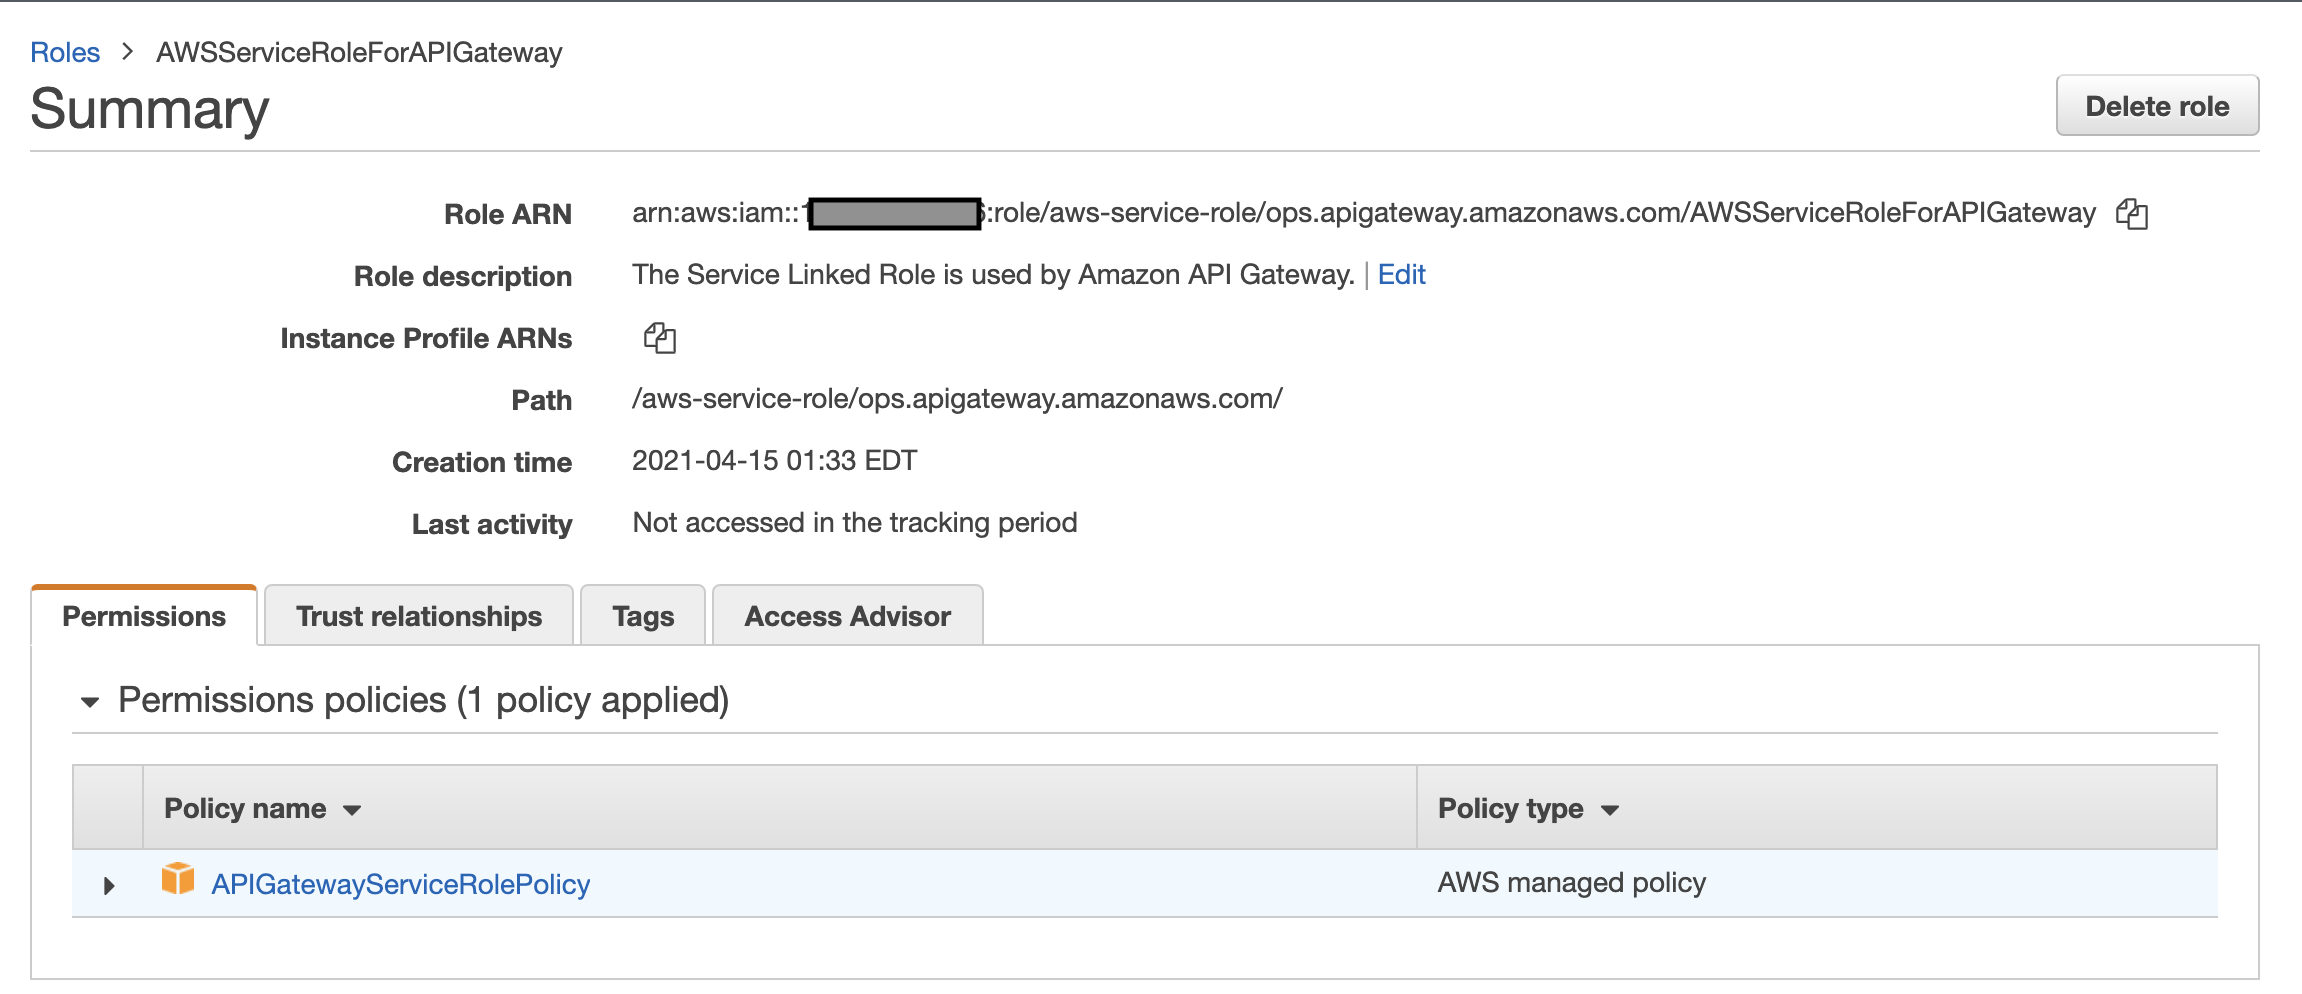 Roles > AWSServiceRoleForAPIGateway
Summary
Delete role
Role ARN arn:aws:iam:: :role/aws-service-role/ops.apigateway.amazonaws.com/AWSServiceRoleForAPIGateway
Role description The Service Linked Role is used by Amazon API Gateway. | Edit
Instance Profile ARNs
Path /aws-service-role/ops.apigateway.amazonaws.com/
Creation time 2021-04-15 01:33 EDT
Last activity Not accessed in the tracking period
Permissions Trust relationships Tags Access Advisor
Permissions policies (1 policy applied)
Policy name Policy type
APIGatewayServiceRolePolicy AWS managed policy